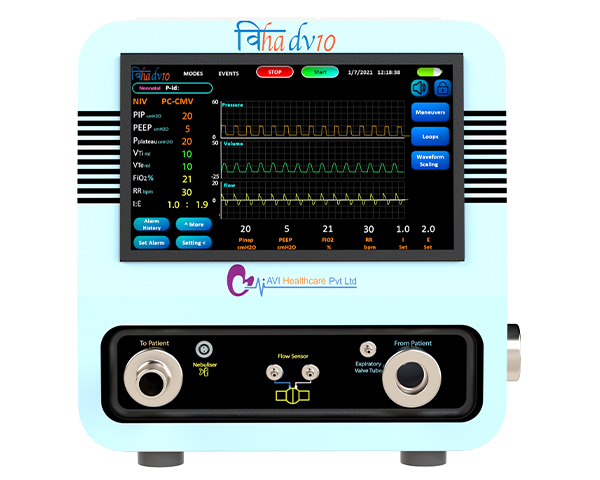 विha dv10
विha dv10 MODES EVENTS STOP Start 1/7/2021 12:18:38
Neonatal P-id:
NIV PC-CMV
PIP cmH2O 20
PEEP cmH2O 5
Pplateau cmH2O 20
VTi ml 10
VTe ml 10
FiO2 % 21
RR bpm 30
I:E 1.0 : 1.9
Alarm History ^ More
Set Alarm Setting <
60 Pressure
0
50 Volume
-25
20 Flow
0
Maneuvers
Loops
Waveform Scaling
20 5 21 30 1.0 2.0
Pinsp cmH2O PEEP cmH2O FIO2 % RR bpm I Set E Set
AVI Healthcare Pvt Ltd
To Patient
Nebuliser
Flow Sensor
Expiratory Valve Tube
From Patient